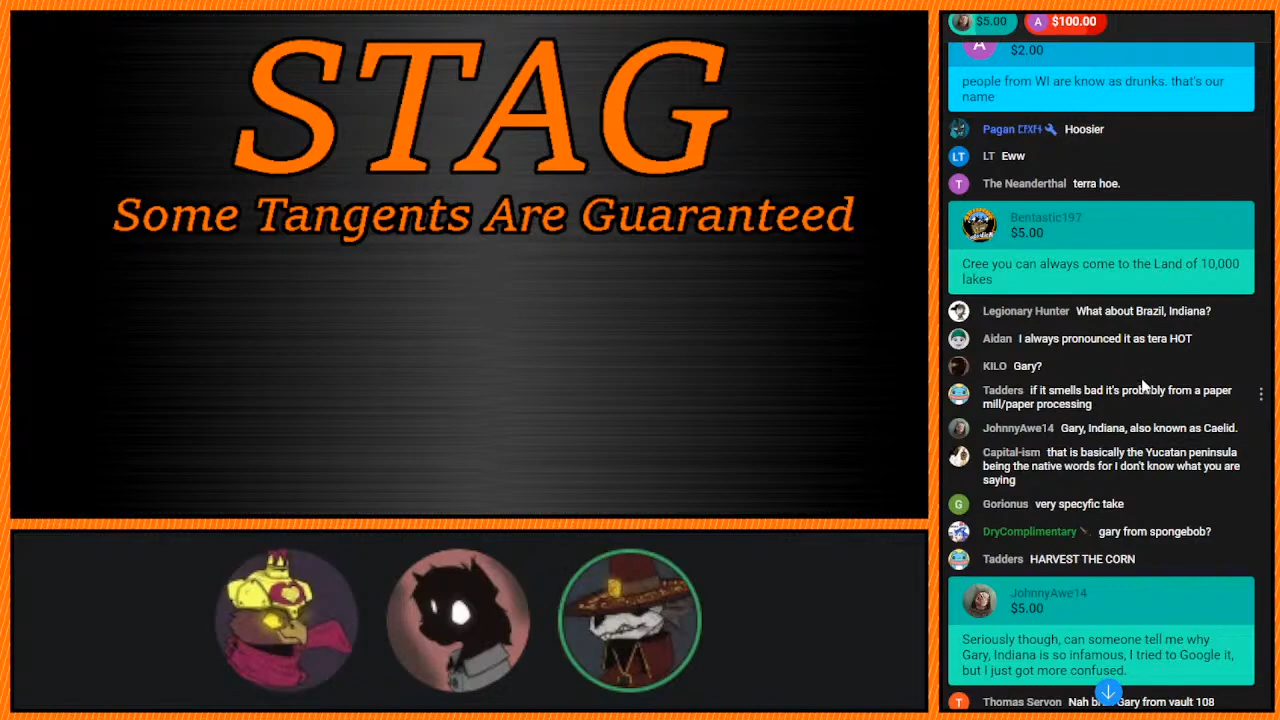 STAG
Some Tangents Are Guaranteed
$5.00
A $100.00
A
$2.00
people from WI are know as drunks. that's our
name
Hoosier
Pagan
LT LT Eww
T The Neanderthal terra hoe.
Bentastic197
$5.00
Cree you can always come to the Land of 10,000
lakes
Legionary Hunter What about Brazil, Indiana?
Aidan I always pronounced it as tera HOT
KILO Gary?
Tadders if it smells bad it's probably from a paper
mill/paper processing
JohnnyAwe14 Gary, Indiana, also known as Caelid.
Capital-ism that is basically the Yucatan peninsula
being the native words for I don't know what you are
saying
G Gorionus very specyfic take
DryComplimentary gary from spongebob?
Tadders HARVEST THE CORN
JohnnyAwe14
$5.00
Seriously though, can someone tell me why
Gary, Indiana is so infamous, I tried to Google it,
but I just got more confused.
T Thomas Servon Nah Gary from vault 108